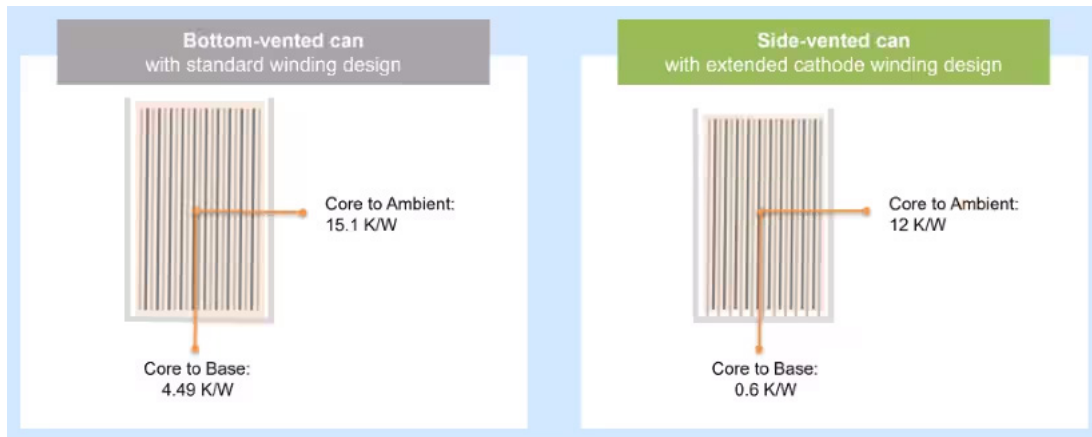 Bottom-vented can
with standard winding design
Core to Ambient:
15.1 K/W
Core to Base:
4.49 K/W
Side-vented can
with extended cathode winding design
Core to Ambient:
12 K/W
Core to Base:
0.6 K/W